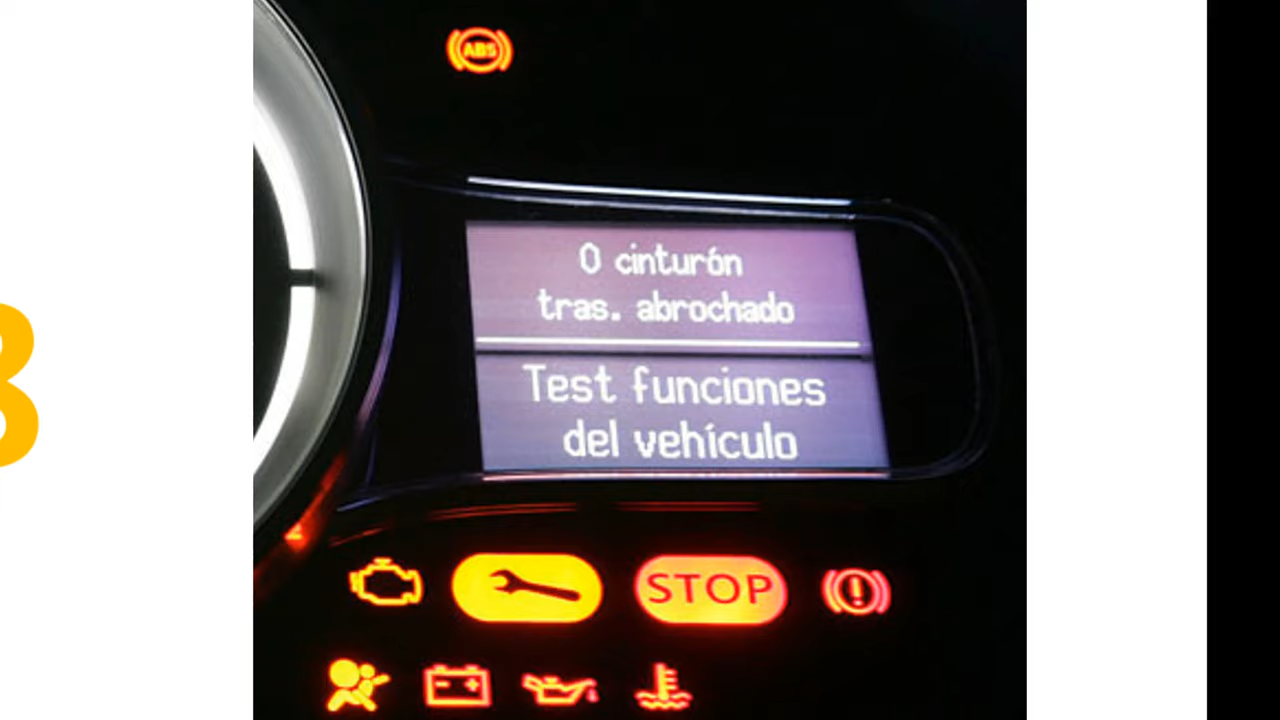 ABS
0 cinturón
tras. abrochado
Test funciones
del vehículo
STOP